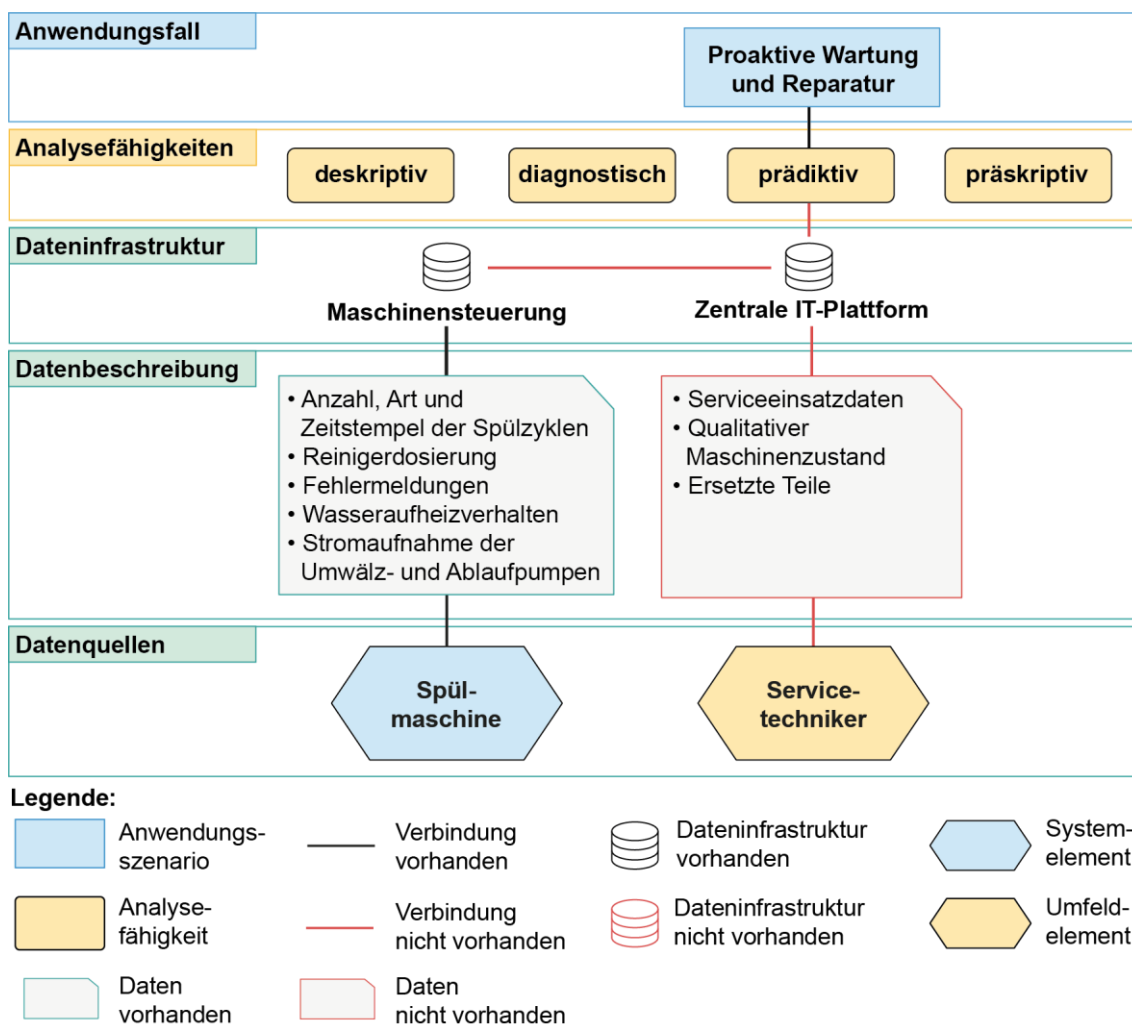 Anwendungsfall
Proaktive Wartung
und Reparatur
Analysefähigkeiten
deskriptiv
diagnostisch
prädiktiv
präskriptiv
Dateninfrastruktur
Maschinensteuerung
Zentrale IT-Plattform
Datenbeschreibung
• Anzahl, Art und
Zeitstempel der Spülzyklen
• Reinigerdosierung
• Fehlermeldungen
• Wasseraufheizverhalten
• Stromaufnahme der
Umwälz- und Ablaufpumpen
• Serviceeinsatzdaten
• Qualitativer
Maschinenzustand
• Ersetzte Teile
Datenquellen
Spül-
maschine
Service-
techniker
Legende:
Anwendungs-
szenario
Verbindung
vorhanden
Dateninfrastruktur
vorhanden
System-
element
Analyse-
fähigkeit
Verbindung
nicht vorhanden
Dateninfrastruktur
nicht vorhanden
Umfeld-
element
Daten
vorhanden
Daten
nicht vorhanden